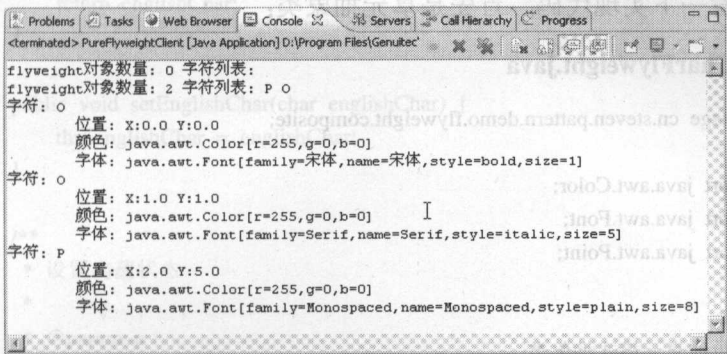 Problems Tasks Web Browser Console Servers Call Hierarchy Progress
<terminated> PureFlyweightClient [Java Application] D:\Program Files\Genuitec
flyweight对象数量: 0 字符列表:
flyweight对象数量: 2 字符列表: P O
字符: O
位置: X:0.0 Y:0.0
颜色: java.awt.Color[r=255,g=0,b=0]
字体: java.awt.Font[family=宋体,name=宋体,style=bold,size=1]
字符: O
位置: X:1.0 Y:1.0
颜色: java.awt.Color[r=255,g=0,b=0]
字体: java.awt.Font[family=Serif,name=Serif,style=italic,size=5]
字符: P
位置: X:2.0 Y:5.0
颜色: java.awt.Color[r=255,g=0,b=0]
字体: java.awt.Font[family=Monospaced,name=Monospaced,style=plain,size=8]